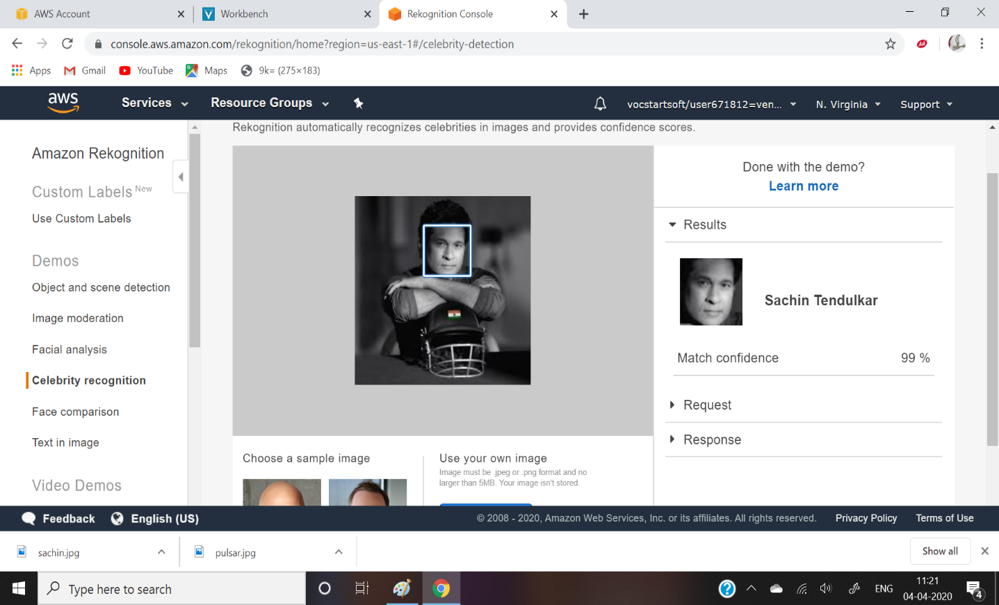 AWS Account
Workbench
Rekognition Console
console.aws.amazon.com/rekognition/home?region=us-east-1#/celebrity-detection
Ask
Apps
Gmail
YouTube
Maps
9k= (275×183)
aws
Services
Resource Groups
vocstartsoft/user671812=ven...
N. Virginia
Support
Rekognition automatically recognizes celebrities in images and provides confidence scores.
Amazon Rekognition
Custom Labels New
Use Custom Labels
Demos
Object and scene detection
Image moderation
Facial analysis
Celebrity recognition
Face comparison
Text in image
Video Demos
Done with the demo?
Learn more
Results
Sachin Tendulkar
Match confidence 99 %
Request
Response
Choose a sample image
Use your own image
Image must be .jpeg or .png format and no
larger than 5MB. Your image isn't stored.
Feedback
English (US)
© 2008 - 2020, Amazon Web Services, Inc. or its affiliates. All rights reserved.
Privacy Policy
Terms of Use
sachin.jpg
pulsar.jpg
Show all
Type here to search
ENG
11:21
04-04-2020
4